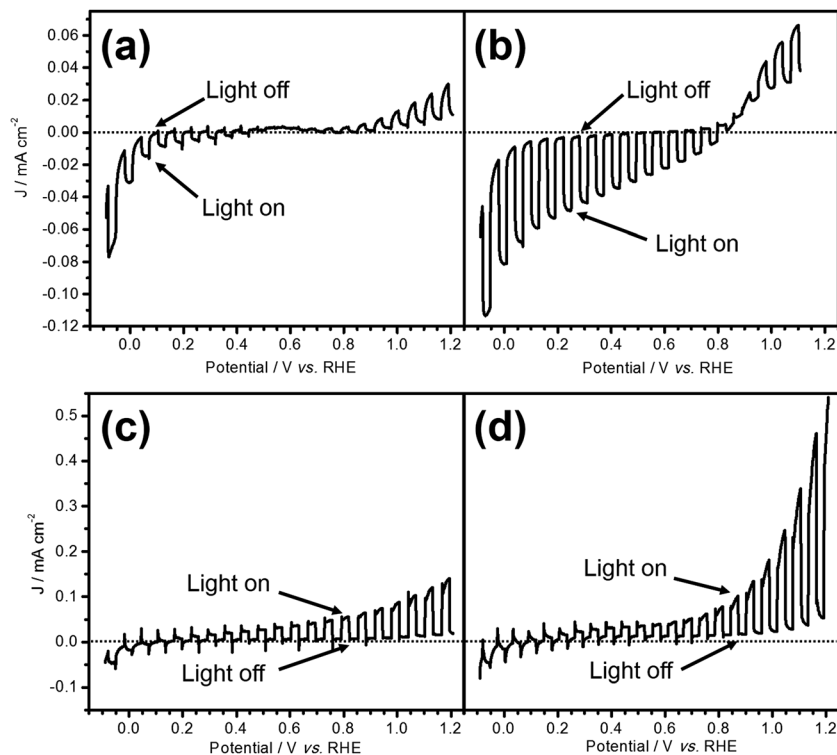 (a)
(b)
J / mA cm-2
0.06
0.04
0.02
0.00
-0.02
-0.04
-0.06
-0.08
-0.10
-0.12
Light off
Light on
Light off
Light on
0.0 0.2 0.4 0.6 0.8 1.0 1.2
0.0 0.2 0.4 0.6 0.8 1.0 1.2
Potential / V vs. RHE
Potential / V vs. RHE
(c)
(d)
J / mA cm-2
0.5
0.4
0.3
0.2
0.1
0.0
-0.1
Light on
Light off
Light on
Light off
0.0 0.2 0.4 0.6 0.8 1.0 1.2
0.0 0.2 0.4 0.6 0.8 1.0 1.2
Potential / V vs. RHE
Potential / V vs. RHE